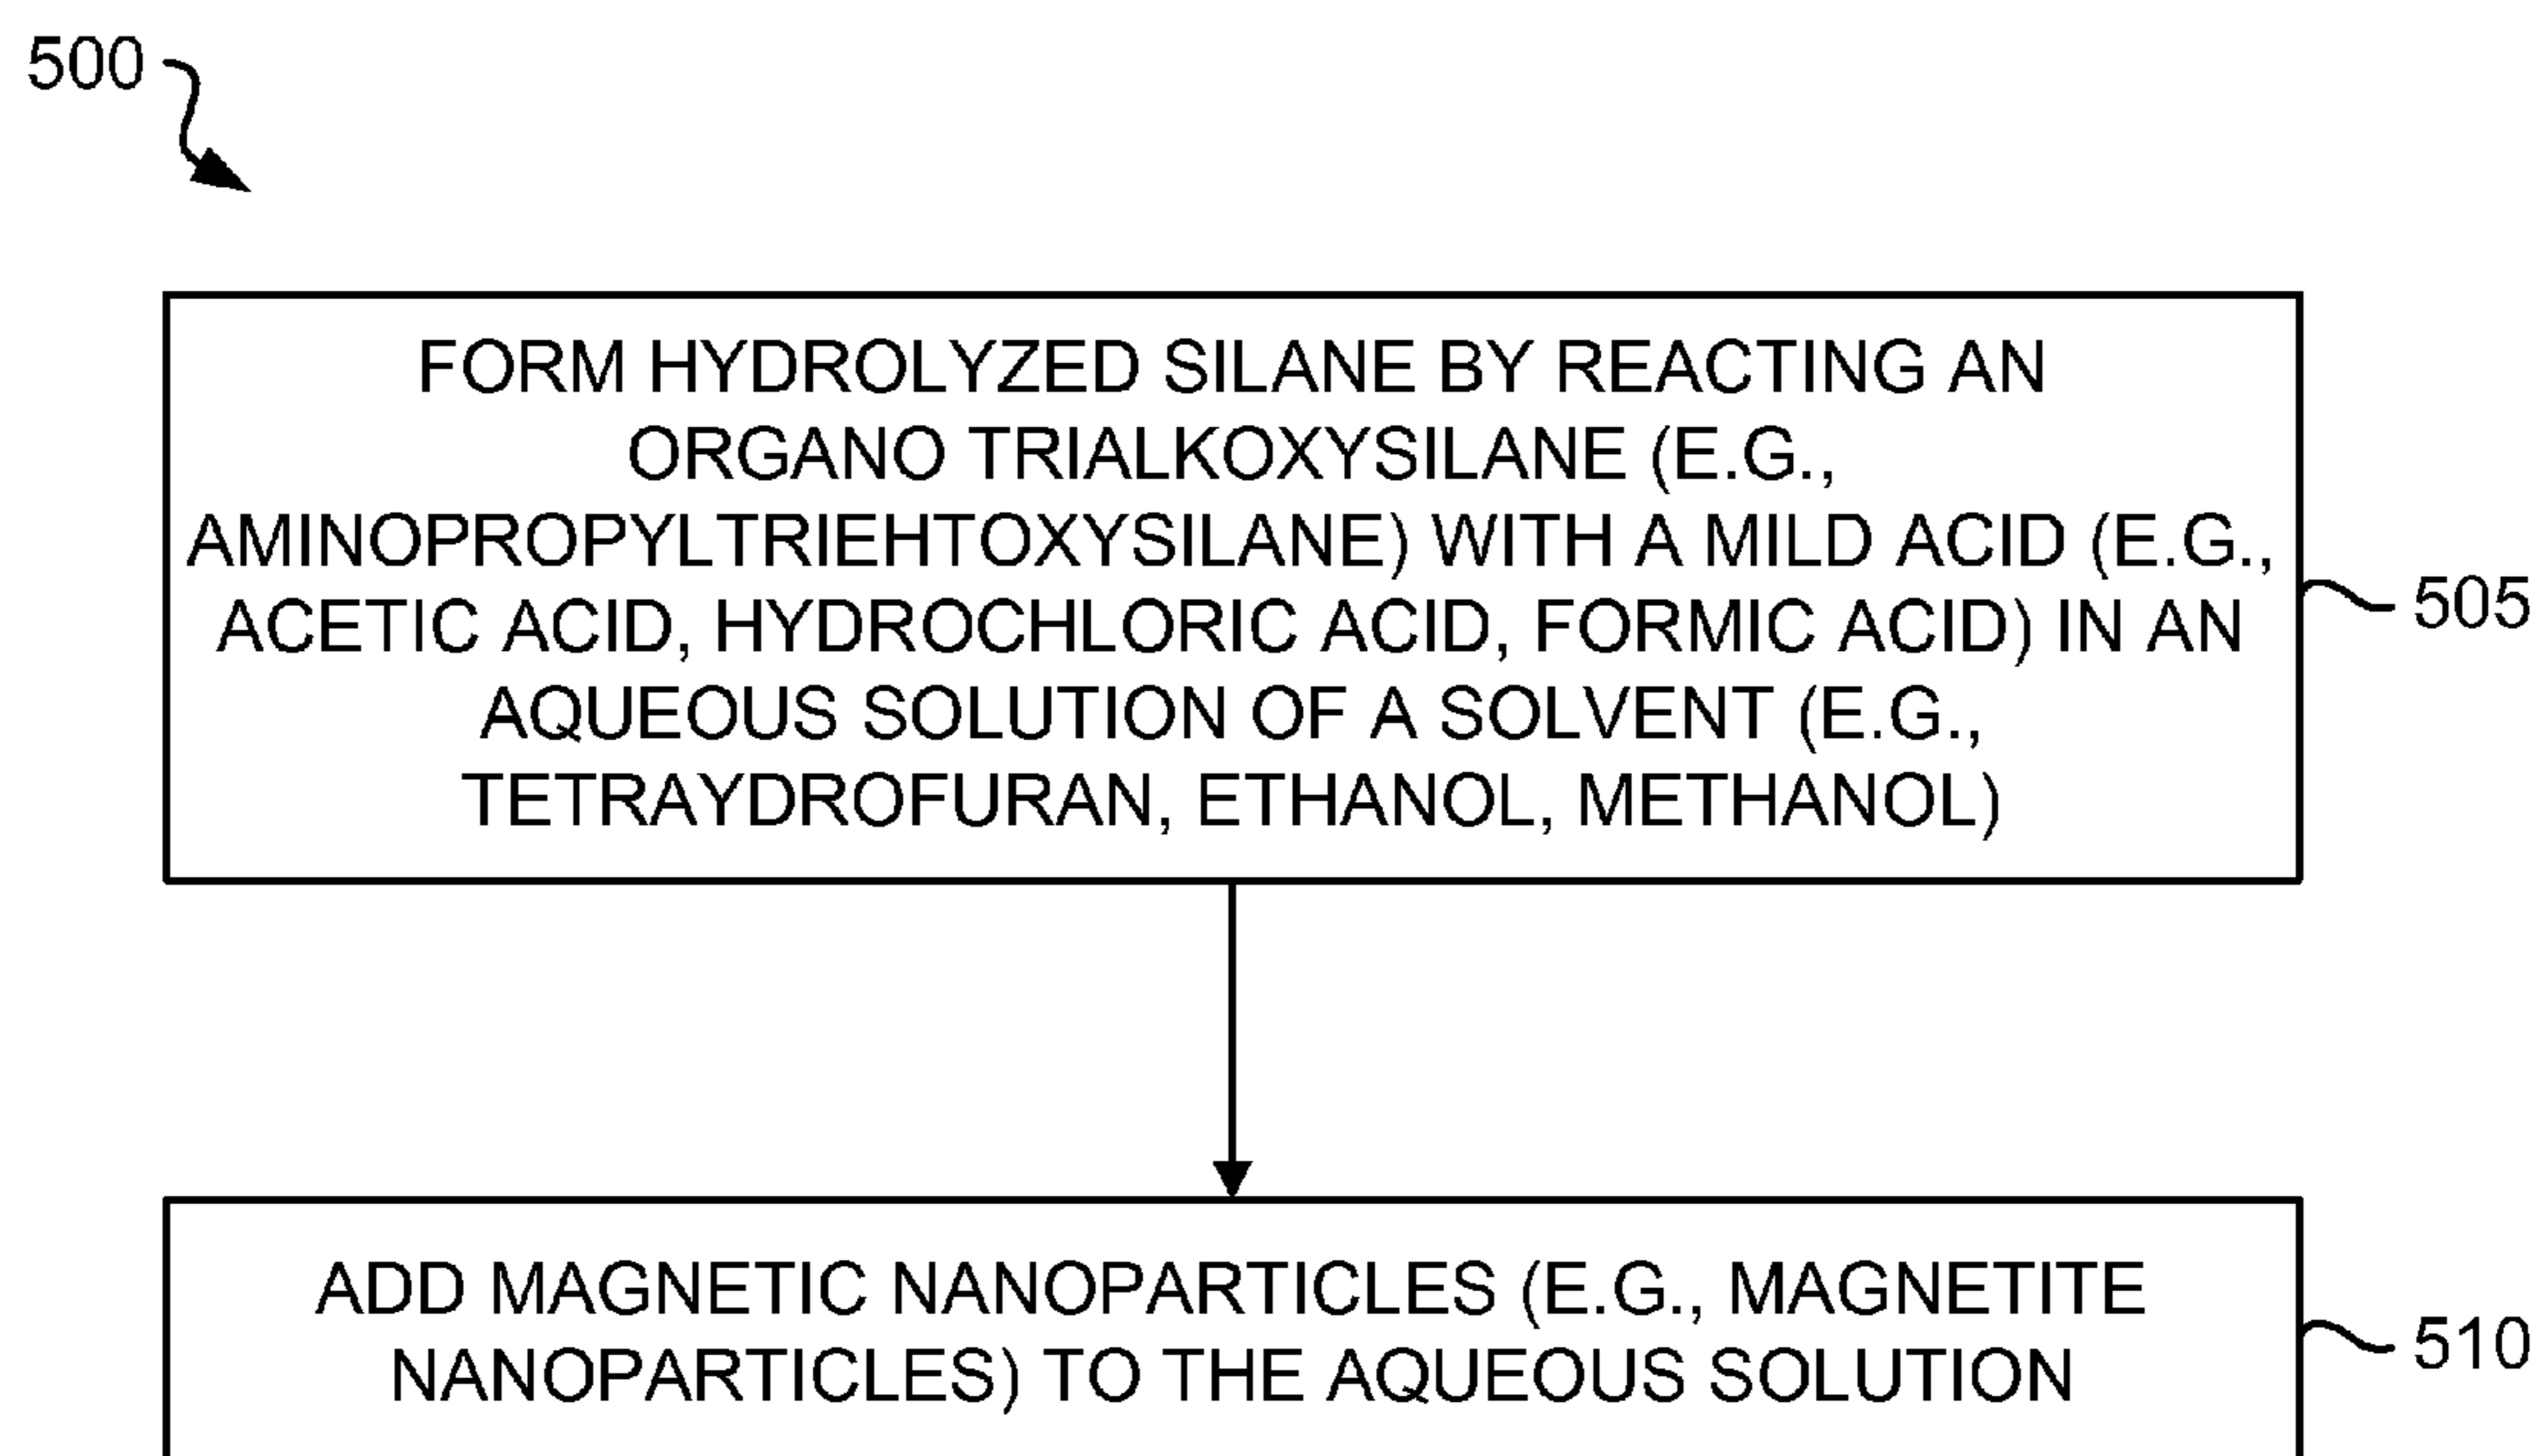 500
FORM HYDROLYZED SILANE BY REACTING AN
ORGANO TRIALKOXYSILANE (E.G.,
AMINOPROPYLTRIEHTOXYSILANE) WITH A MILD ACID (E.G.,
ACETIC ACID, HYDROCHLORIC ACID, FORMIC ACID) IN AN
AQUEOUS SOLUTION OF A SOLVENT (E.G.,
TETRAYDROFURAN, ETHANOL, METHANOL)
505
ADD MAGNETIC NANOPARTICLES (E.G., MAGNETITE
NANOPARTICLES) TO THE AQUEOUS SOLUTION
510